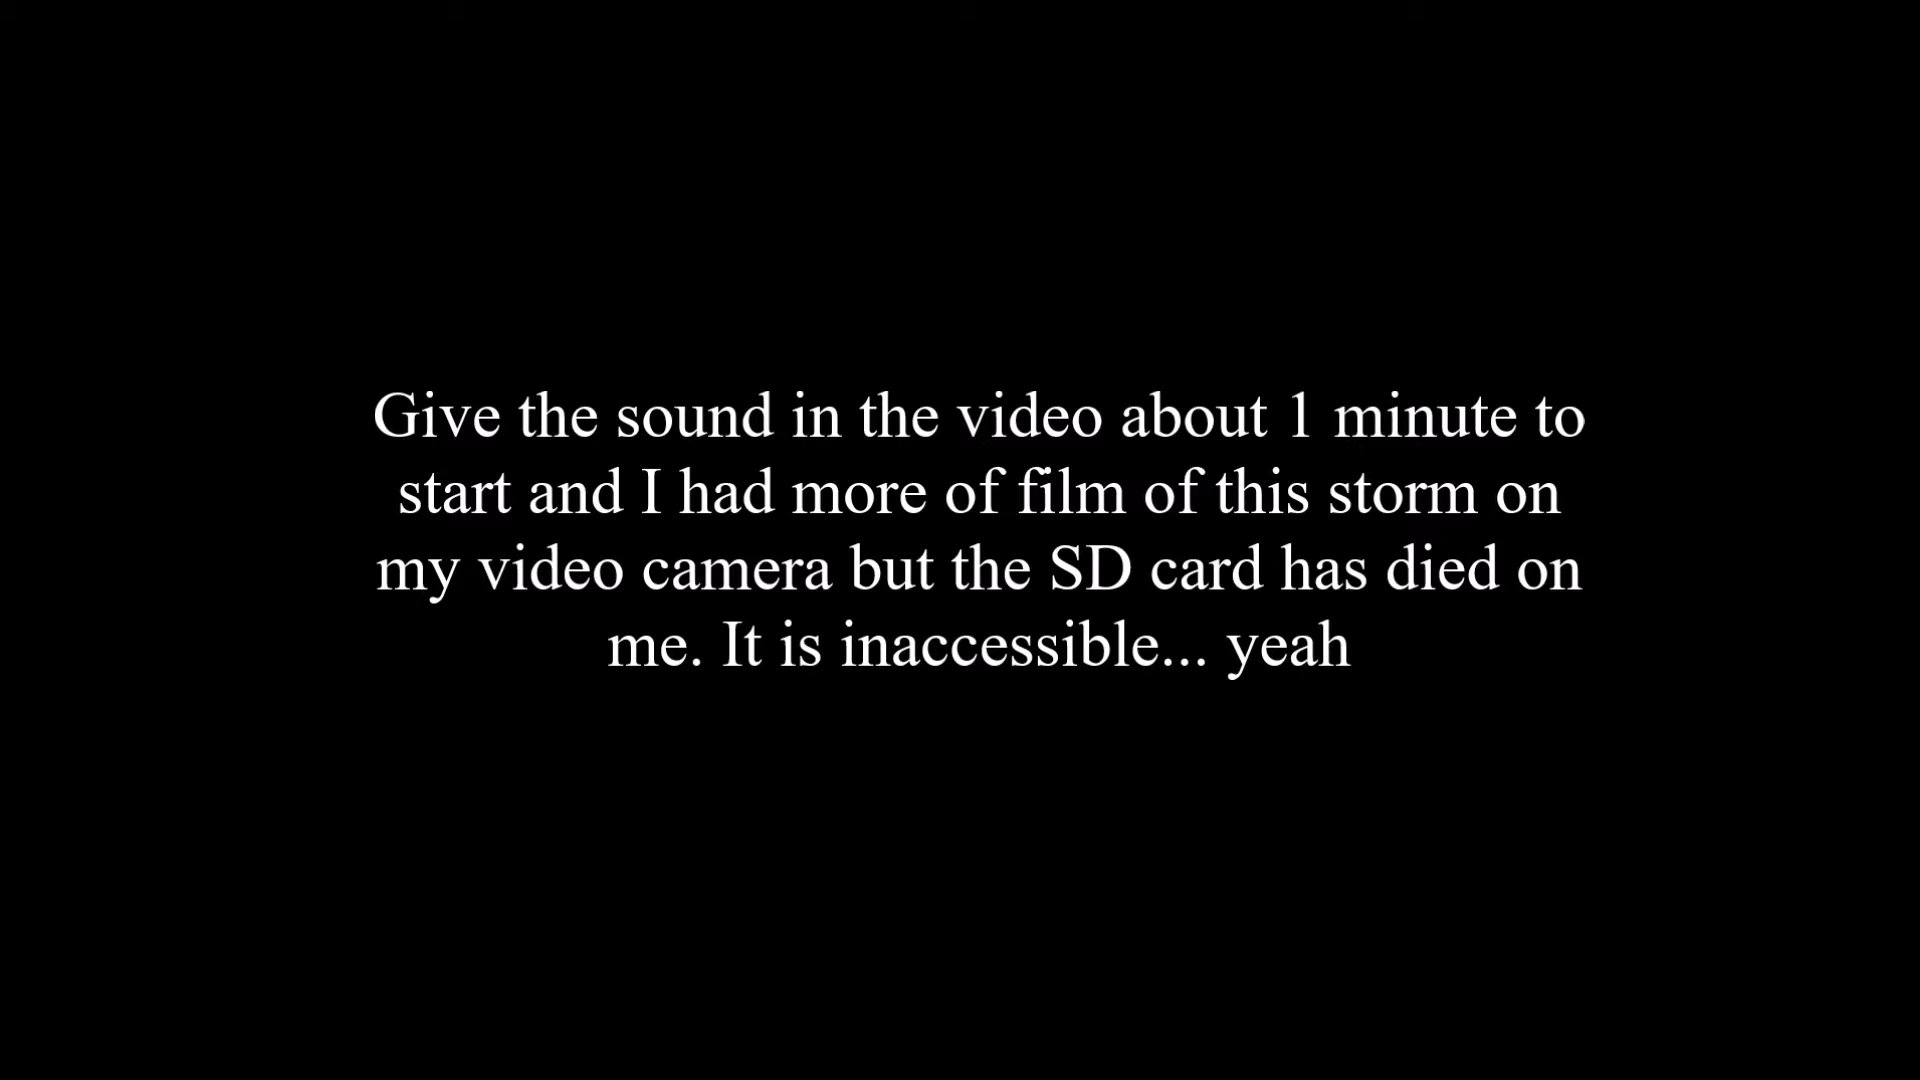 Give the sound in the video about 1 minute to
start and I had more of film of this storm on
my video camera but the SD card has died on
me. It is inaccessible... yeah